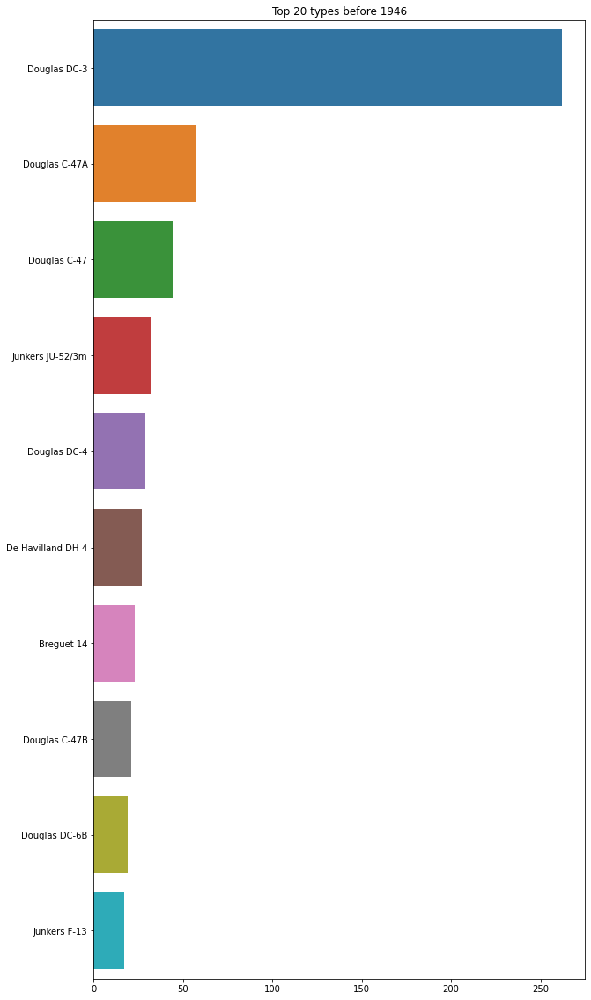 Top 20 types before 1946
Douglas DC-3
Douglas C-47A
Douglas C-47
Junkers JU-52/3m
Douglas DC-4
De Havilland DH-4
Breguet 14
Douglas C-47B
Douglas DC-6B
Junkers F-13
0 50 100 150 200 250